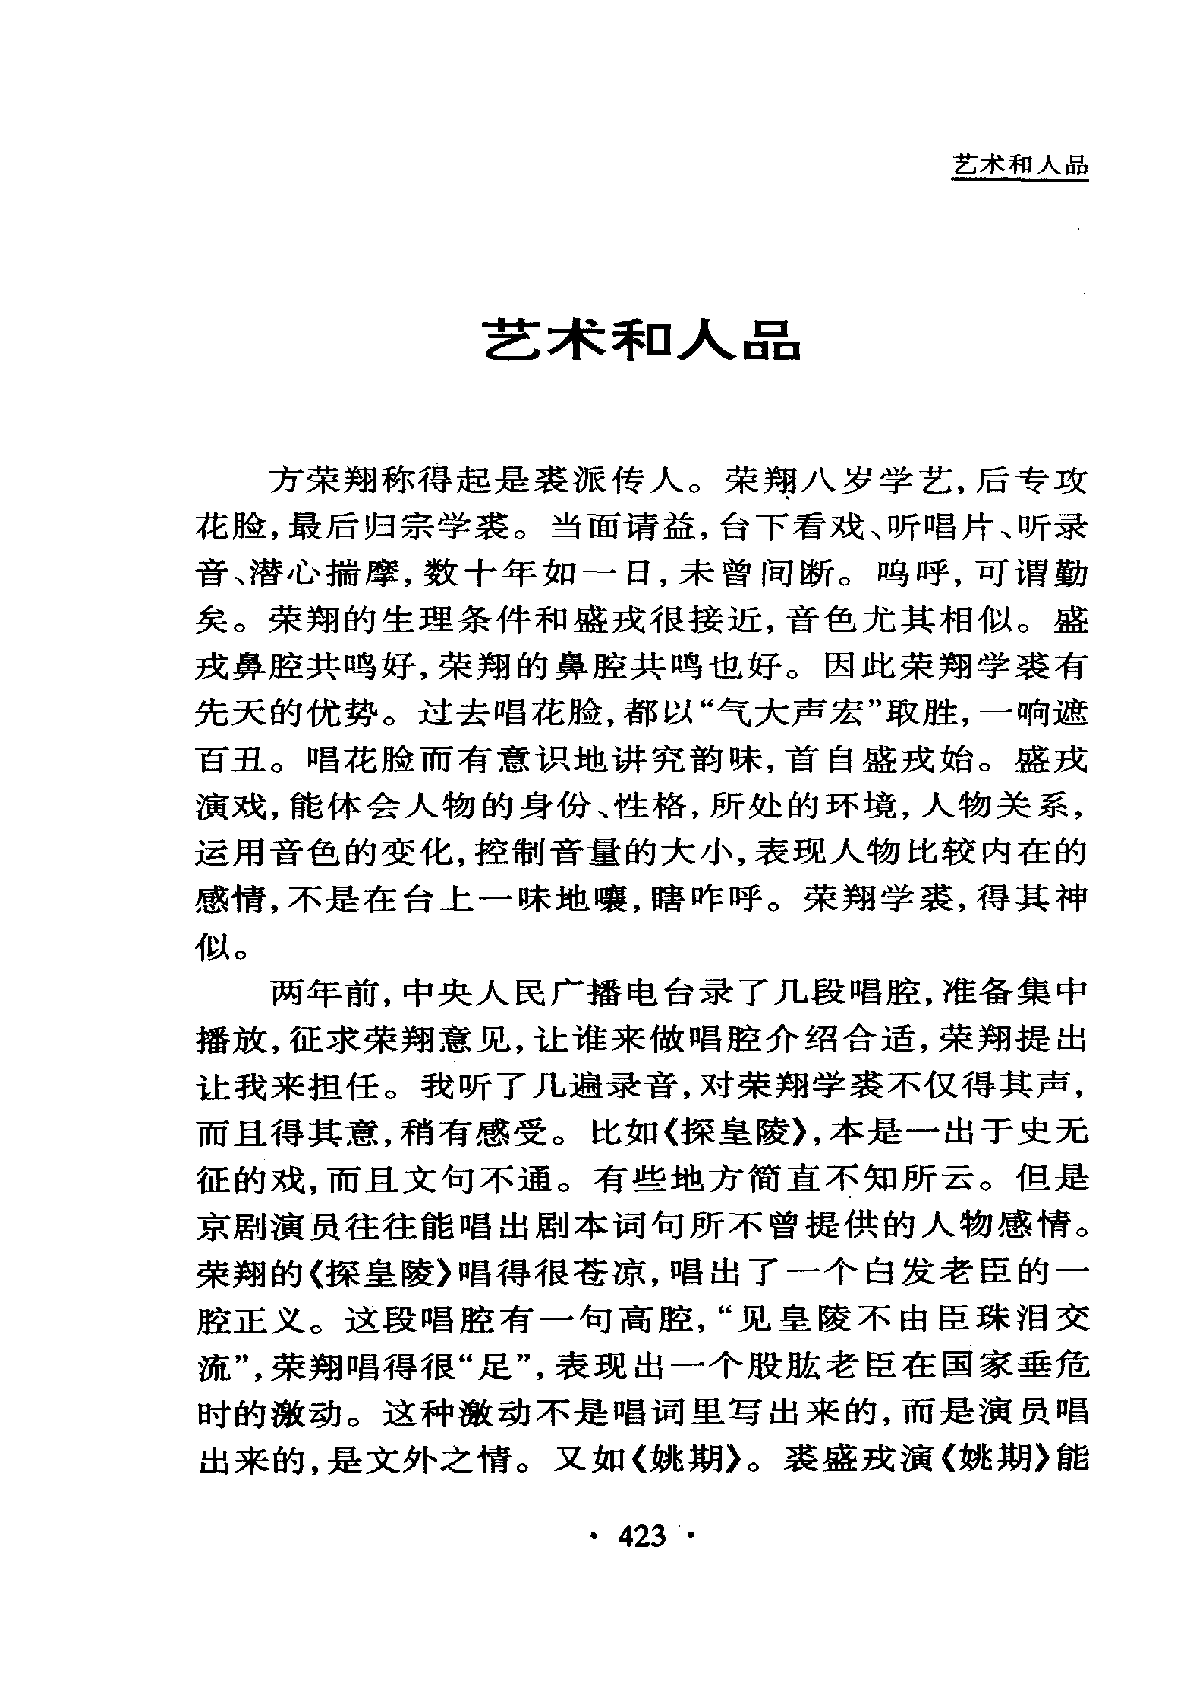 艺术和人品
艺术和人品
方荣翔称得起是裘派传人。荣翔八岁学艺,后专攻
花脸,最后归宗学裘。当面请益,台下看戏、听唱片、听录
音、潜心揣摩,数十年如一日,未曾间断。呜呼,可谓勤
矣。荣翔的生理条件和盛戎很接近,音色尤其相似。盛
戎鼻腔共鸣好,荣翔的鼻腔共鸣也好。因此荣翔学裘有
先天的优势。过去唱花脸,都以“气大声宏”取胜,一响遮
百丑。唱花脸而有意识地讲究韵味,首自盛戎始。盛戎
演戏,能体会人物的身份、性格,所处的环境,人物关系,
运用音色的变化,控制音量的大小,表现人物比较内在的
感情,不是在台上一味地嚷,瞎咋呼。荣翔学裘,得其神
似。
两年前,中央人民广播电台录了几段唱腔,准备集中
播放,征求荣翔意见,让谁来做唱腔介绍合适,荣翔提出
让我来担任。我听了几遍录音,对荣翔学裘不仅得其声,
而且得其意,稍有感受。比如《探皇陵》,本是一出于史无
征的戏,而且文句不通。有些地方简直不知所云。但是
京剧演员往往能唱出剧本词句所不曾提供的人物感情。
荣翔的《探皇陵》唱得很苍凉,唱出了一个白发老臣的一
腔正义。这段唱腔有一句高腔,“见皇陵不由臣珠泪交
流”,荣翔唱得很“足”,表现出一个股肱老臣在国家垂危
时的激动。这种激动不是唱词里写出来的,而是演员唱
出来的,是文外之情。又如《姚期》。裘盛戎演《姚期》能
· 423 ·